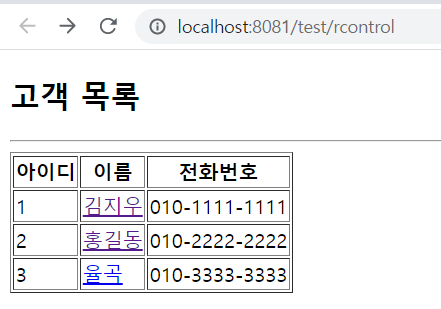 localhost:8081/test/rcontrol
고객 목록
아이디 이름 전화번호
1 김지우 010-1111-1111
2 홍길동 010-2222-2222
3 율곡 010-3333-3333